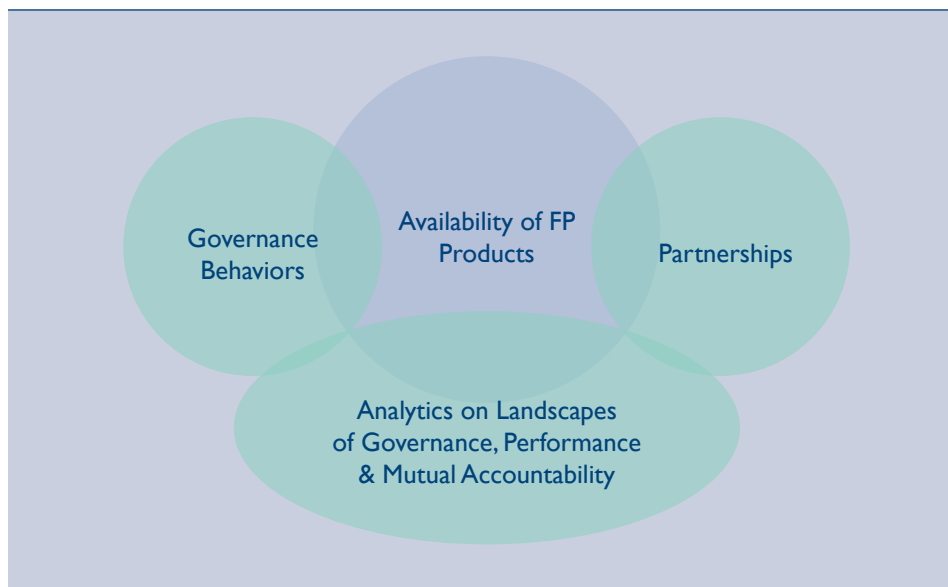 Governance
Behaviors
Availability of FP
Products
Partnerships
Analytics on Landscapes
of Governance, Performance
& Mutual Accountability